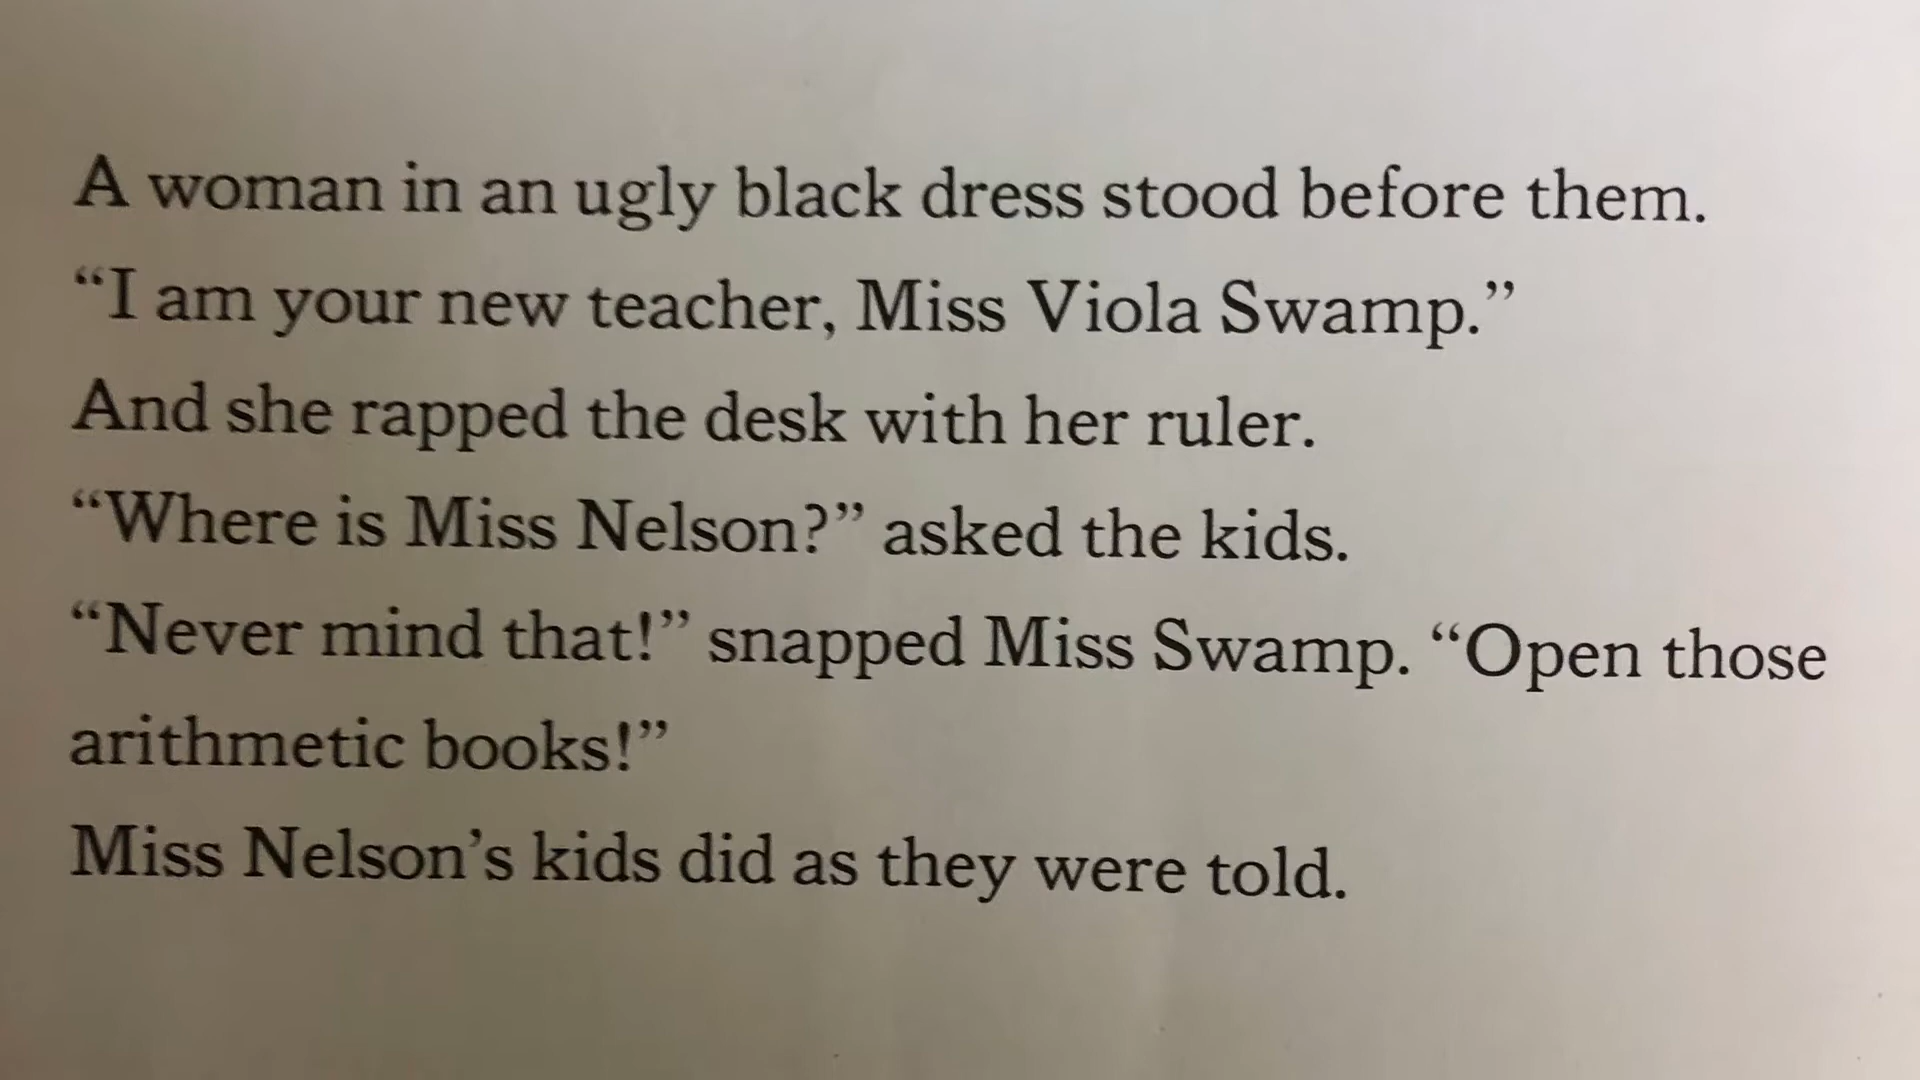 A woman in an ugly black dress stood before them.
“I am your new teacher, Miss Viola Swamp.”
And she rapped the desk with her ruler.
“Where is Miss Nelson?” asked the kids.
“Never mind that!” snapped Miss Swamp. “Open those
arithmetic books!”
Miss Nelson’s kids did as they were told.